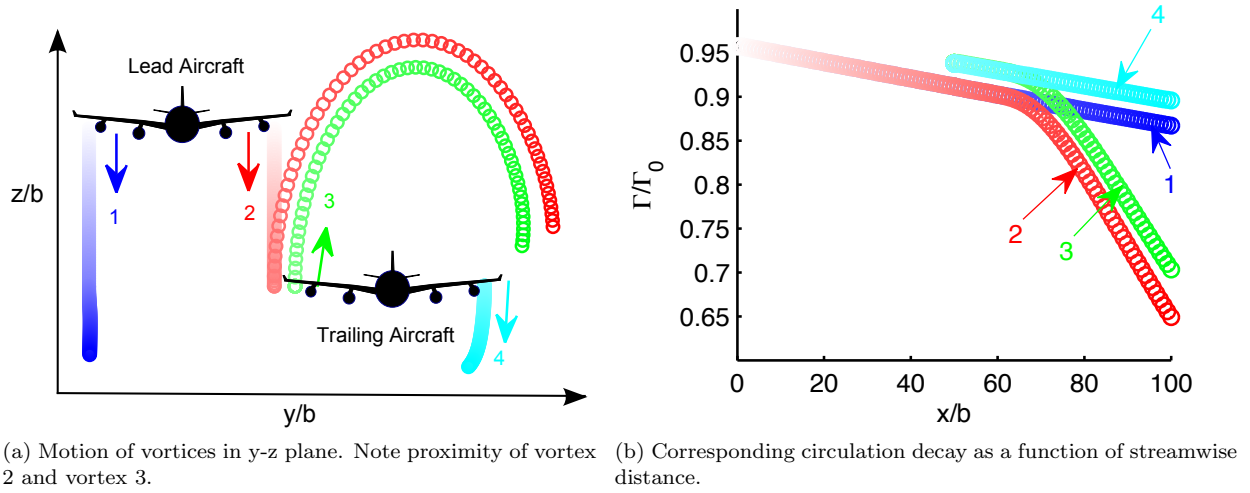 Lead Aircraft
z/b
1
2
3
Trailing Aircraft
4
y/b
(a) Motion of vortices in y-z plane. Note proximity of vortex
2 and vortex 3.
Γ/Γ0
0.95
0.9
0.85
0.8
0.75
0.7
0.65
4
1
2
3
0 20 40 60 80 100
x/b
(b) Corresponding circulation decay as a function of streamwise
distance.